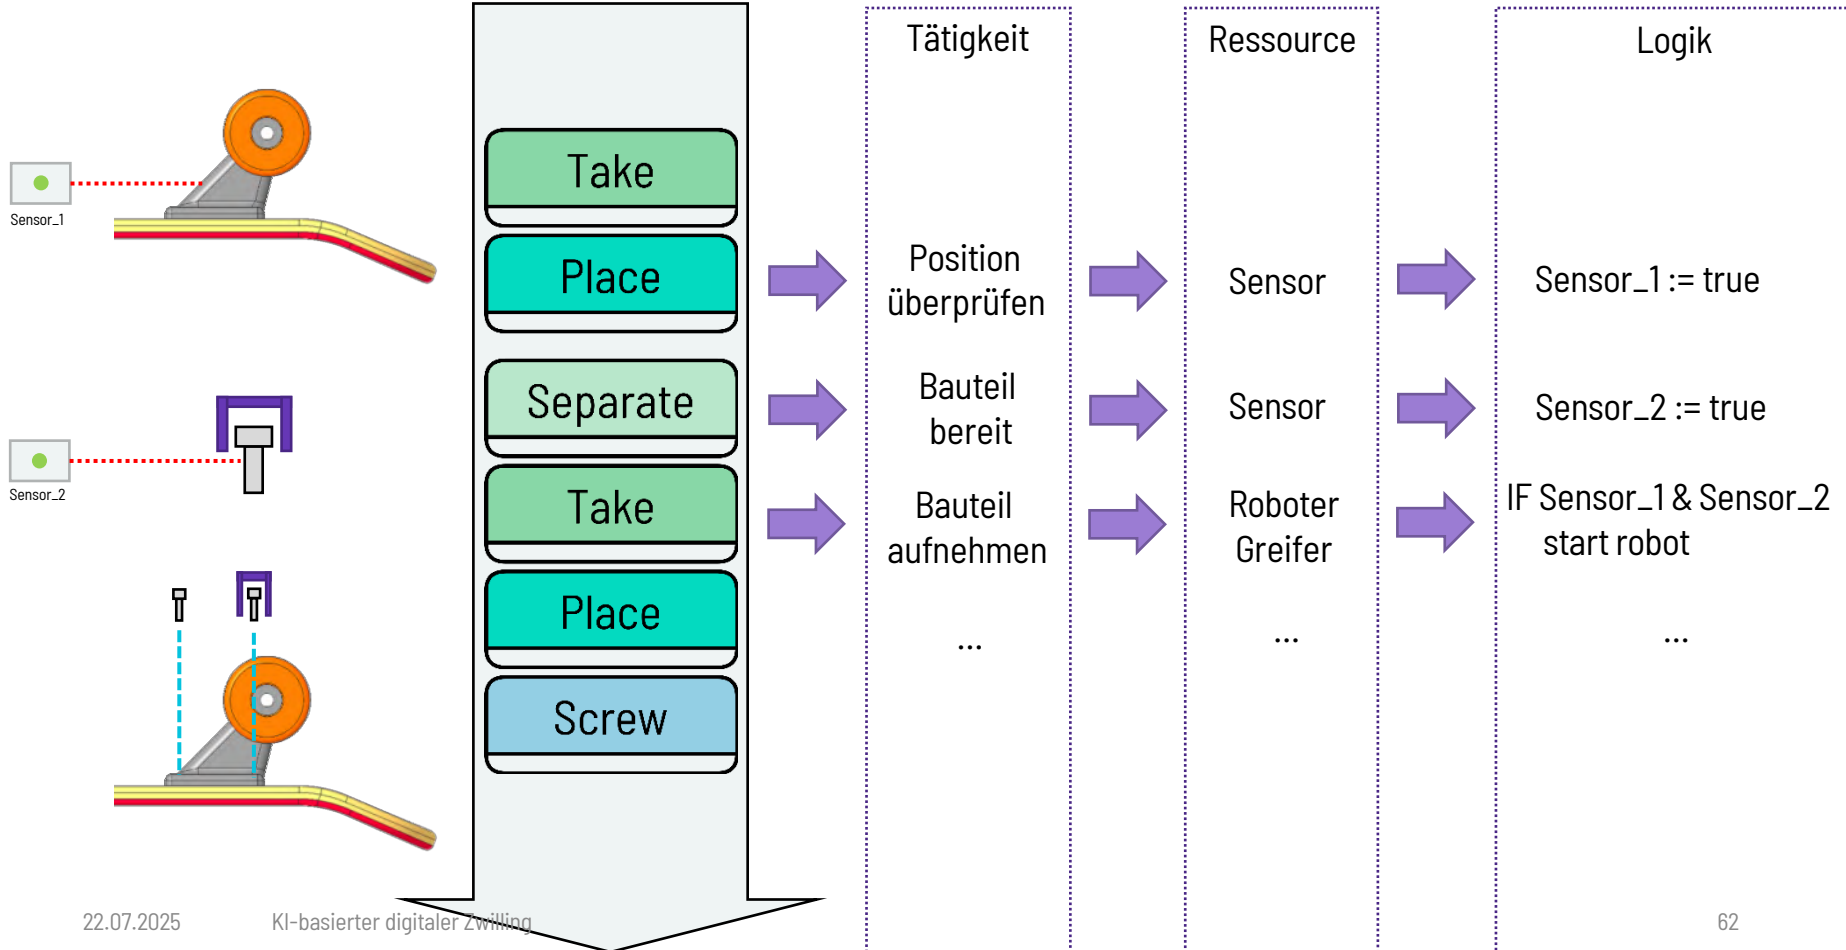 Tätigkeit
Ressource
Logik
Sensor_1
Take
Place
Position
überprüfen
Sensor
Sensor_1 := true
Separate
Bauteil
bereit
Sensor
Sensor_2 := true
Sensor_2
Take
Bauteil
aufnehmen
Roboter
Greifer
IF Sensor_1 & Sensor_2
start robot
Place
...
...
...
Screw
22.07.2025
KI-basierter digitaler Zwilling
62